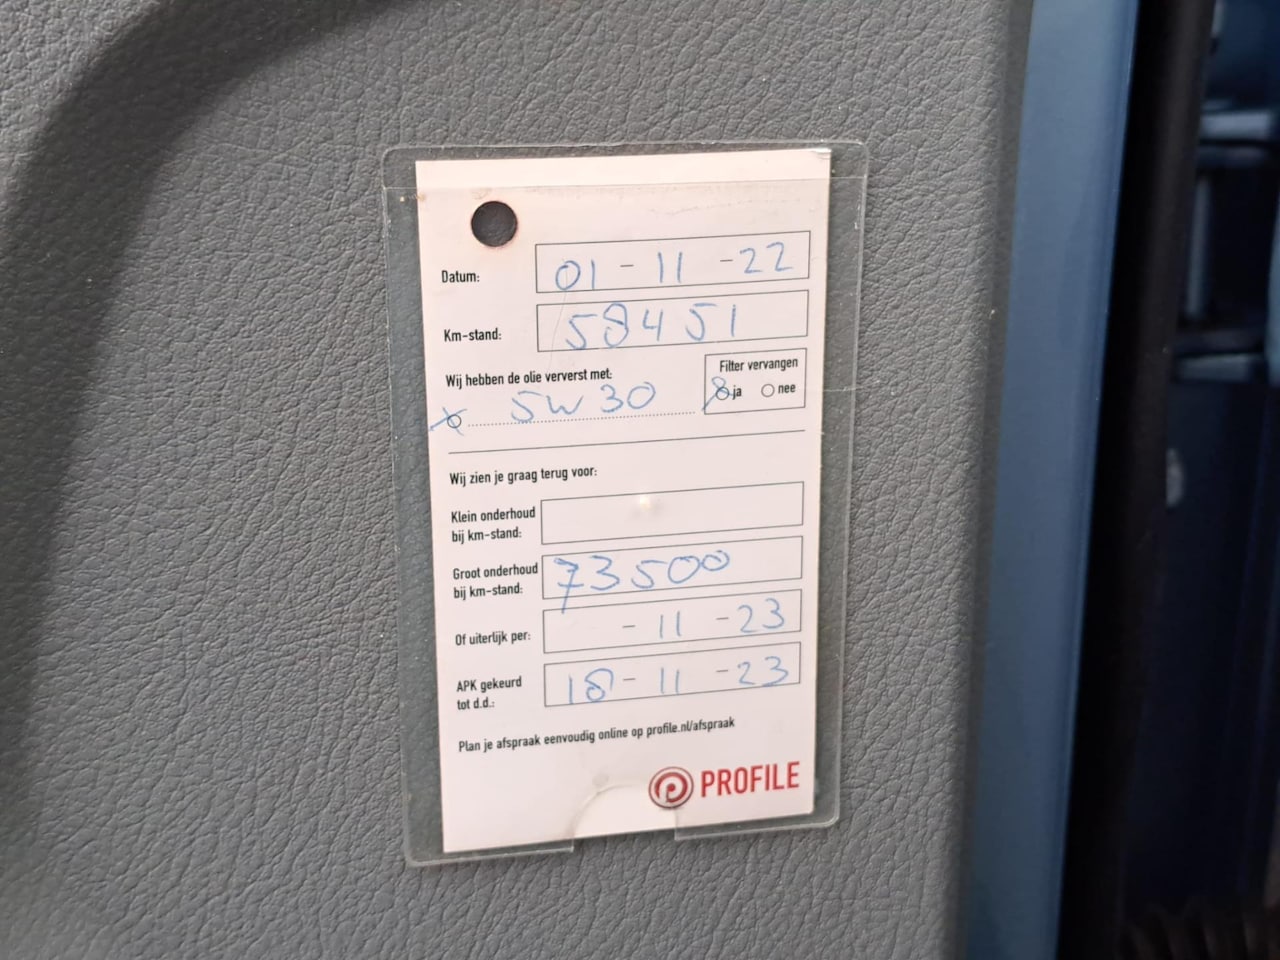 Datum: 01 - 11 - 22
Km-stand: 58451
Wij hebben de olie ververst met:
5W30
Filter vervangen
ja nee
Wij zien je graag terug voor:
Klein onderhoud
bij km-stand:
Groot onderhoud
bij km-stand: 73500
Of uiterlijk per: - 11 - 23
APK gekeurd
tot d.d.: 18 - 11 - 23
Plan je afspraak eenvoudig online op profile.nl/afspraak
PROFILE